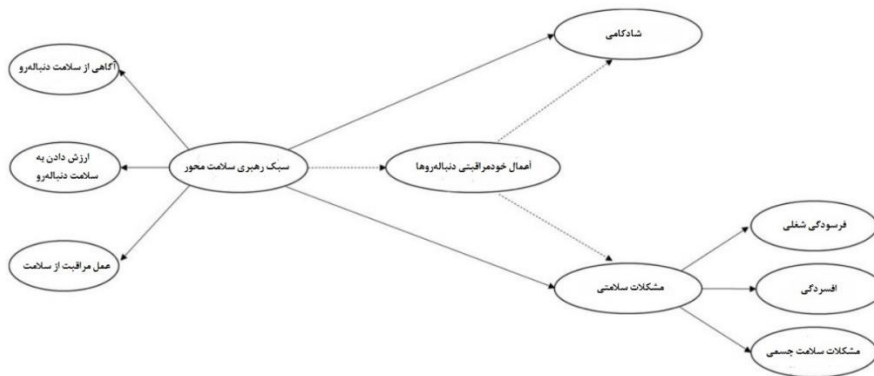 شادکامی
آگاهی از سلامت دنباله‌رو
ارزش دادن به
سلامت دنباله‌رو
سبک رهبری سلامت محور
أعمال خودمراقبتی دنباله‌روها
فرسودگی شغلی
عمل مراقبت از سلامت
مشکلات سلامتی
افسردگی
مشکلات سلامت جسمی